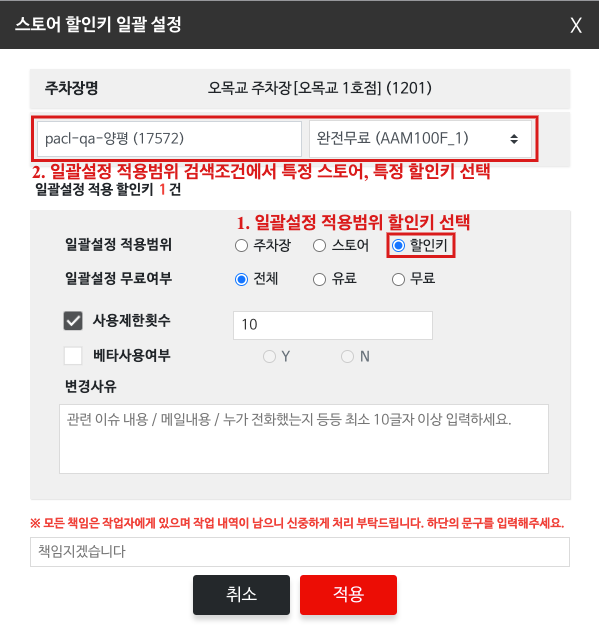 스토어 할인키 일괄 설정 X
주차장명 오목교 주차장[오목교 1호점] (1201)
pacl-qa-양평 (17572) 완전무료 (AAM100F_1)
2. 일괄설정 적용범위 검색조건에서 특정 스토어, 특정 할인키 선택
일괄설정 적용 할인키 1 건
1. 일괄설정 적용범위 할인키 선택
일괄설정 적용범위 주차장 스토어 할인키
일괄설정 무료여부 전체 유료 무료
사용제한횟수 10
베타사용여부 Y N
변경사유
관련 이슈 내용 / 메일내용 / 누가 전화했는지 등등 최소 10글자 이상 입력하세요.
※ 모든 책임은 작업자에게 있으며 작업 내역이 남으니 신중하게 처리 부탁드립니다. 하단의 문구를 입력해주세요.
책임지겠습니다
취소 적용